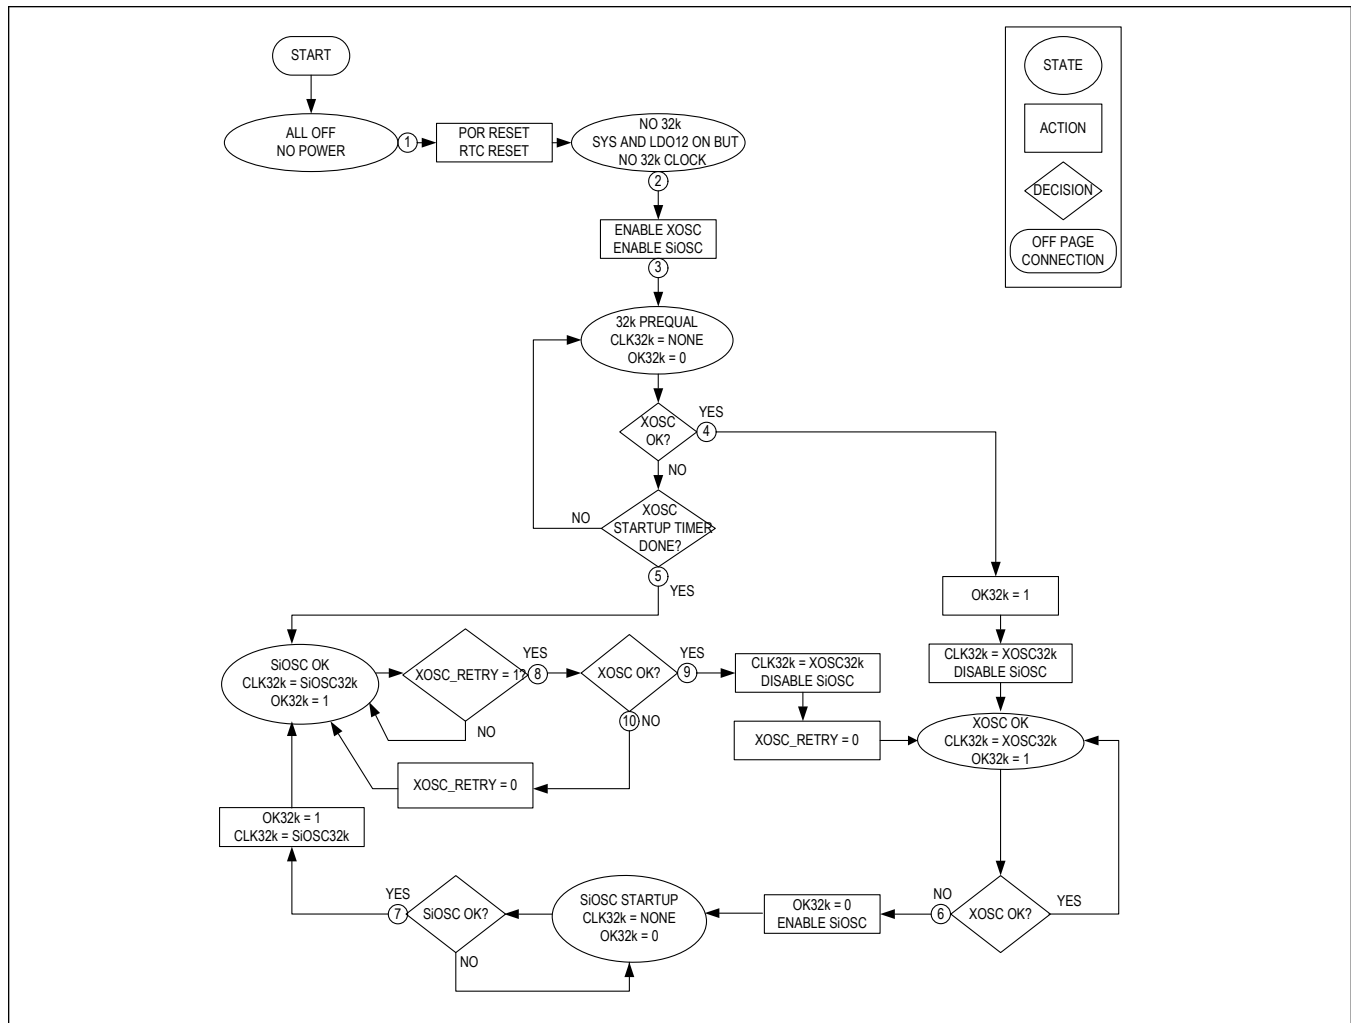 START
STATE
ACTION
DECISION
OFF PAGE
CONNECTION
ALL OFF
NO POWER
1
POR RESET
RTC RESET
NO 32k
SYS AND LDO12 ON BUT
NO 32k CLOCK
2
ENABLE XOSC
ENABLE SiOSC
3
32k PREQUAL
CLK32k = NONE
OK32k = 0
XOSC
OK?
YES
4
NO
XOSC
STARTUP TIMER
DONE?
NO
5
YES
OK32k = 1
CLK32k = XOSC32k
DISABLE SiOSC
SiOSC OK
CLK32k = SiOSC32k
OK32k = 1
XOSC_RETRY = 1?
YES
8
NO
XOSC OK?
YES
9
10
NO
CLK32k = XOSC32k
DISABLE SiOSC
XOSC_RETRY = 0
XOSC OK
CLK32k = XOSC32k
OK32k = 1
XOSC_RETRY = 0
OK32k = 1
CLK32k = SiOSC32k
YES
7
SiOSC OK?
NO
SiOSC STARTUP
CLK32k = NONE
OK32k = 0
OK32k = 0
ENABLE SiOSC
NO
6
XOSC OK?
YES